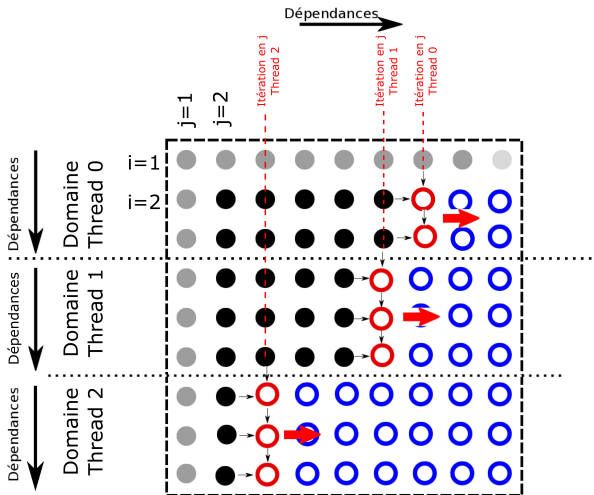 Dépendances
Itération en j
Thread 2
Itération en j
Thread 1
Itération en j
Thread 0
j=1
j=2
i=1
i=2
Dépendances
Domaine
Thread 0
Dépendances
Domaine
Thread 1
Dépendances
Domaine
Thread 2